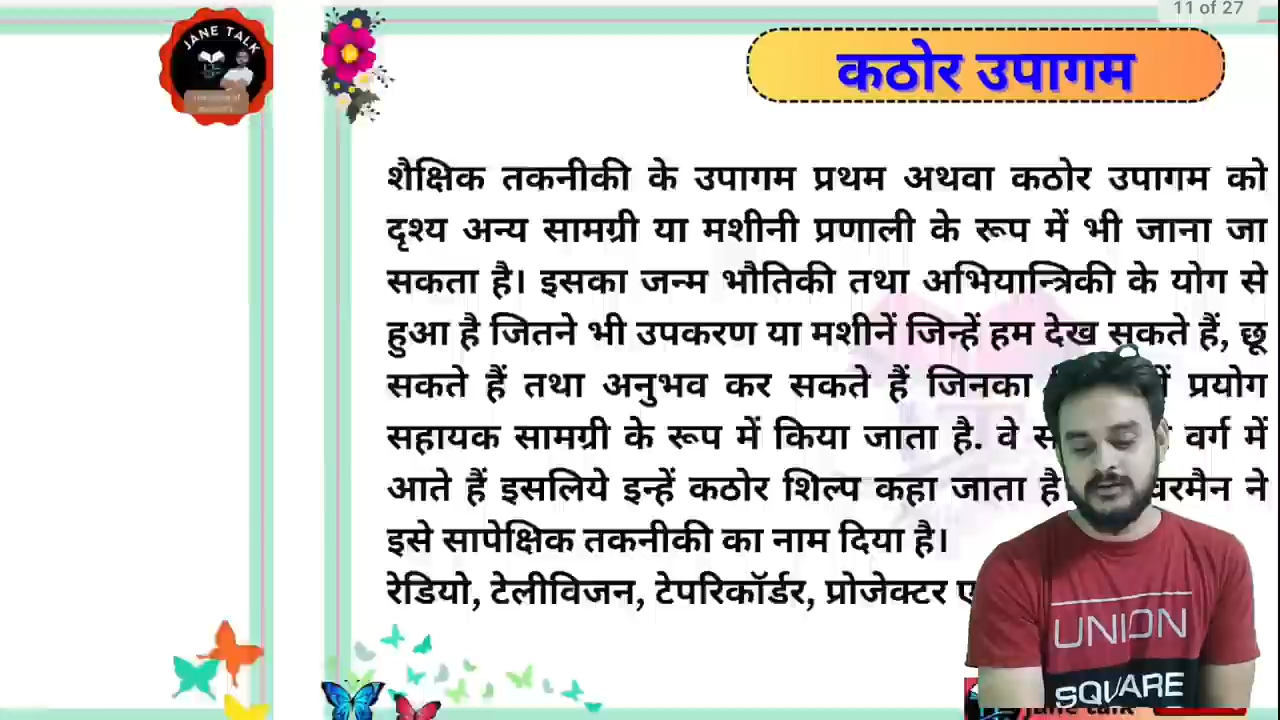 11 of 27
JANE TALK
कठोर उपागम
शैक्षिक तकनीकी के उपागम प्रथम अथवा कठोर उपागम को
दृश्य अन्य सामग्री या मशीनी प्रणाली के रूप में भी जाना जा
सकता है। इसका जन्म भौतिकी तथा अभियान्त्रिकी के योग से
हुआ है जितने भी उपकरण या मशीनें जिन्हें हम देख सकते हैं, छू
सकते हैं तथा अनुभव कर सकते हैं जिनका प्रयोग
सहायक सामग्री के रूप में किया जाता है. वे वर्ग में
आते हैं इसलिये इन्हें कठोर शिल्प कहा जाता है ने
इसे सापेक्षिक तकनीकी का नाम दिया है।
रेडियो, टेलीविजन, टेपरिकॉर्डर, प्रोजेक्टर
UNION
SQUARE